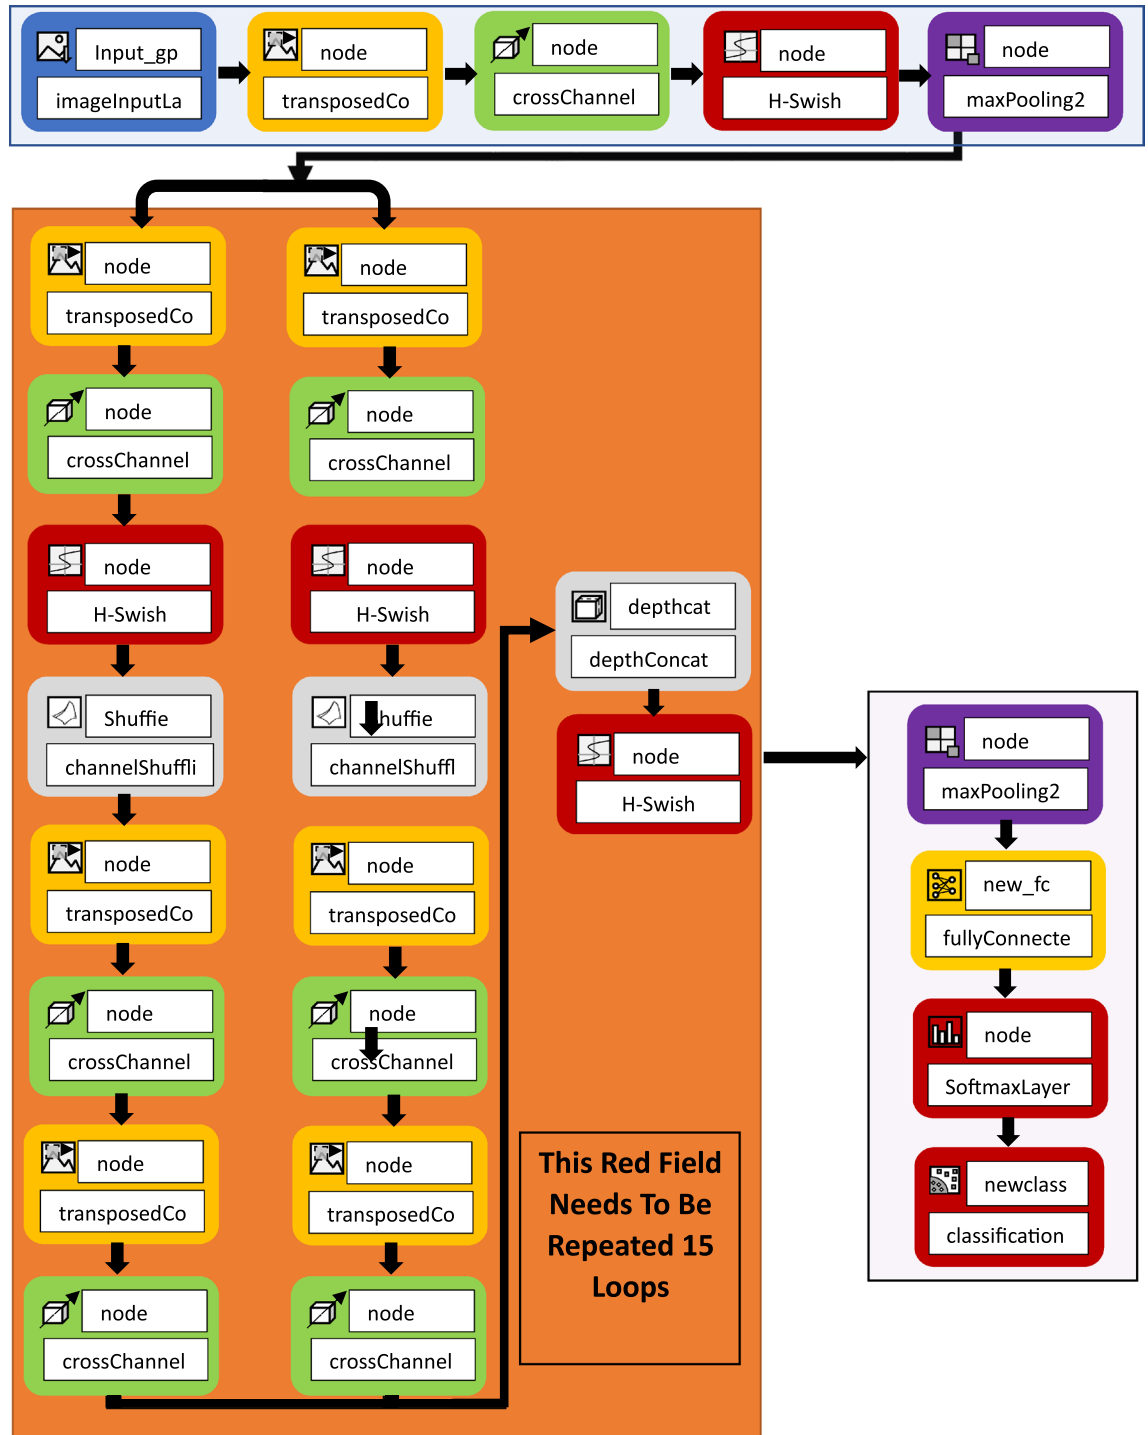 Input_gp
imageInputLa
node
transposedCo
node
crossChannel
node
H-Swish
node
maxPooling2
node
transposedCo
node
crossChannel
node
H-Swish
Shuffie
channelShuffli
node
transposedCo
node
crossChannel
node
transposedCo
node
crossChannel
node
transposedCo
node
crossChannel
node
H-Swish
huffie
channelShuffl
node
transposedCo
node
crossChannel
node
transposedCo
node
crossChannel
depthcat
depthConcat
node
H-Swish
This Red Field
Needs To Be
Repeated 15
Loops
node
maxPooling2
new_fc
fullyConnecte
node
SoftmaxLayer
newclass
classification